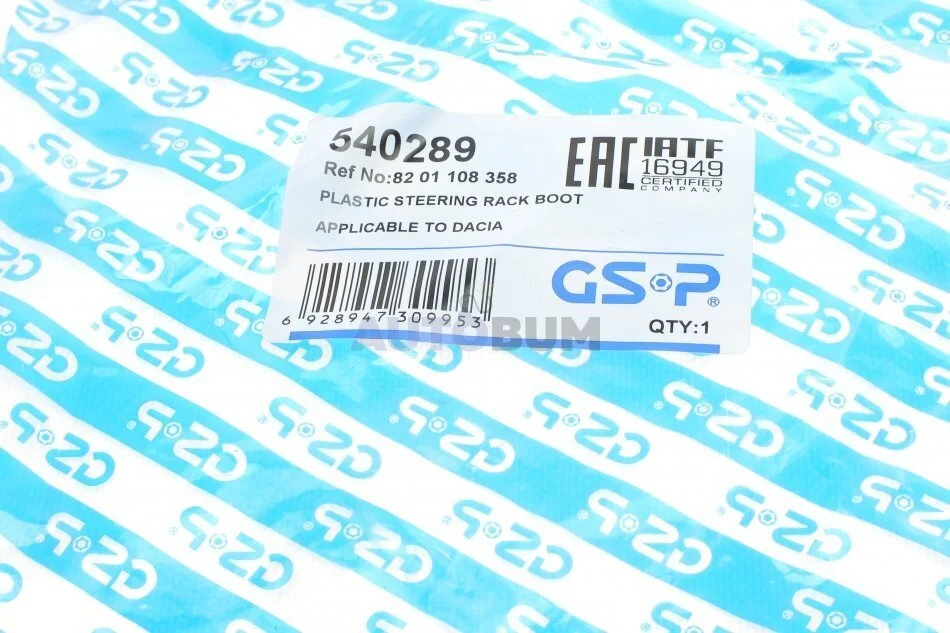 540289
Ref No:82 01 108 358
PLASTIC STEERING RACK BOOT
APPLICABLE TO DACIA
EAC
IATF
16949
CERTIFIED
COMPANY
GSP®
6 928947 309953
QTY:1
AUTOBUM